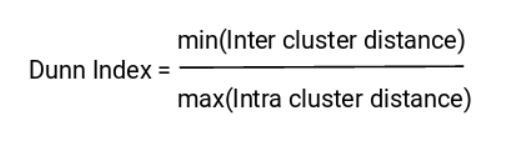 min(Inter cluster distance)
Dunn Index =
max(Intra cluster distance)